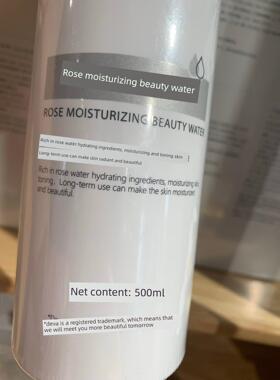 Rose moisturizing beauty water
ROSE MOISTURIZING BEAUTY WATER
Rich in rose water hydrating ingredients, moisturizing and toning skin
Long-term use can make skin radiant and beautiful
Rich in rose water hydrating ingredients, moisturizing
toning. Long-term use can make the skin moisturized
and beautiful.
Net content: 500ml
"deva is a registered trademark, which means that
we will meet you more beautiful tomorrow